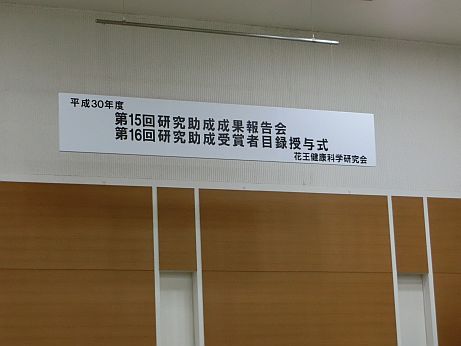 平成30年度
第15回研究助成成果報告会
第16回研究助成受賞者目録授与式
花王健康科学研究会